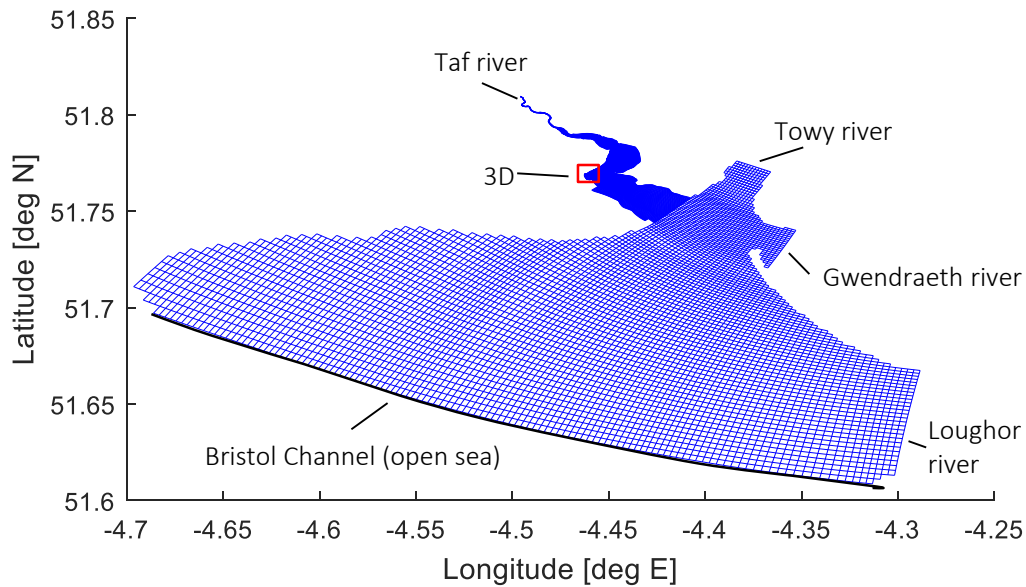 51.85
51.8
51.75
51.7
51.65
51.6
Latitude [deg N]
Taf river
Towy river
3D
Gwendraeth river
Loughor
river
Bristol Channel (open sea)
-4.7 -4.65 -4.6 -4.55 -4.5 -4.45 -4.4 -4.35 -4.3 -4.25
Longitude [deg E]